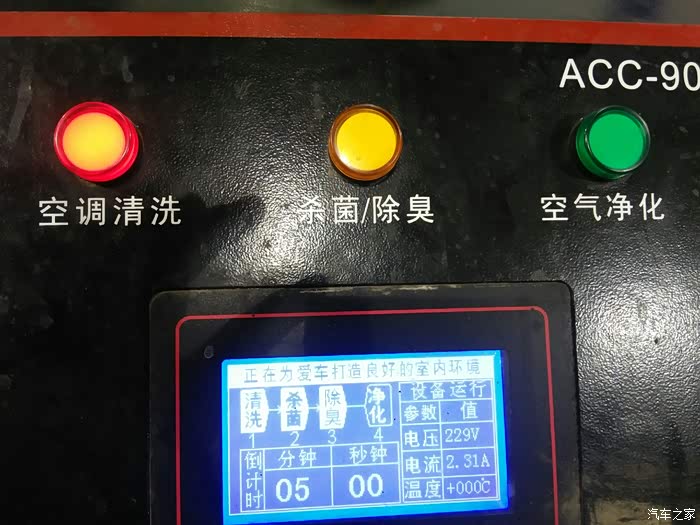 ACC-90
空调清洗
杀菌/除臭
空气净化
正在为爱车打造良好的室内环境
清洗 杀菌 除臭 净化
1 2 3 4
设备运行
参数 值
电压 229V
电流 2.31A
温度 +000C
倒计时
分钟 秒钟
05 00
汽车之家